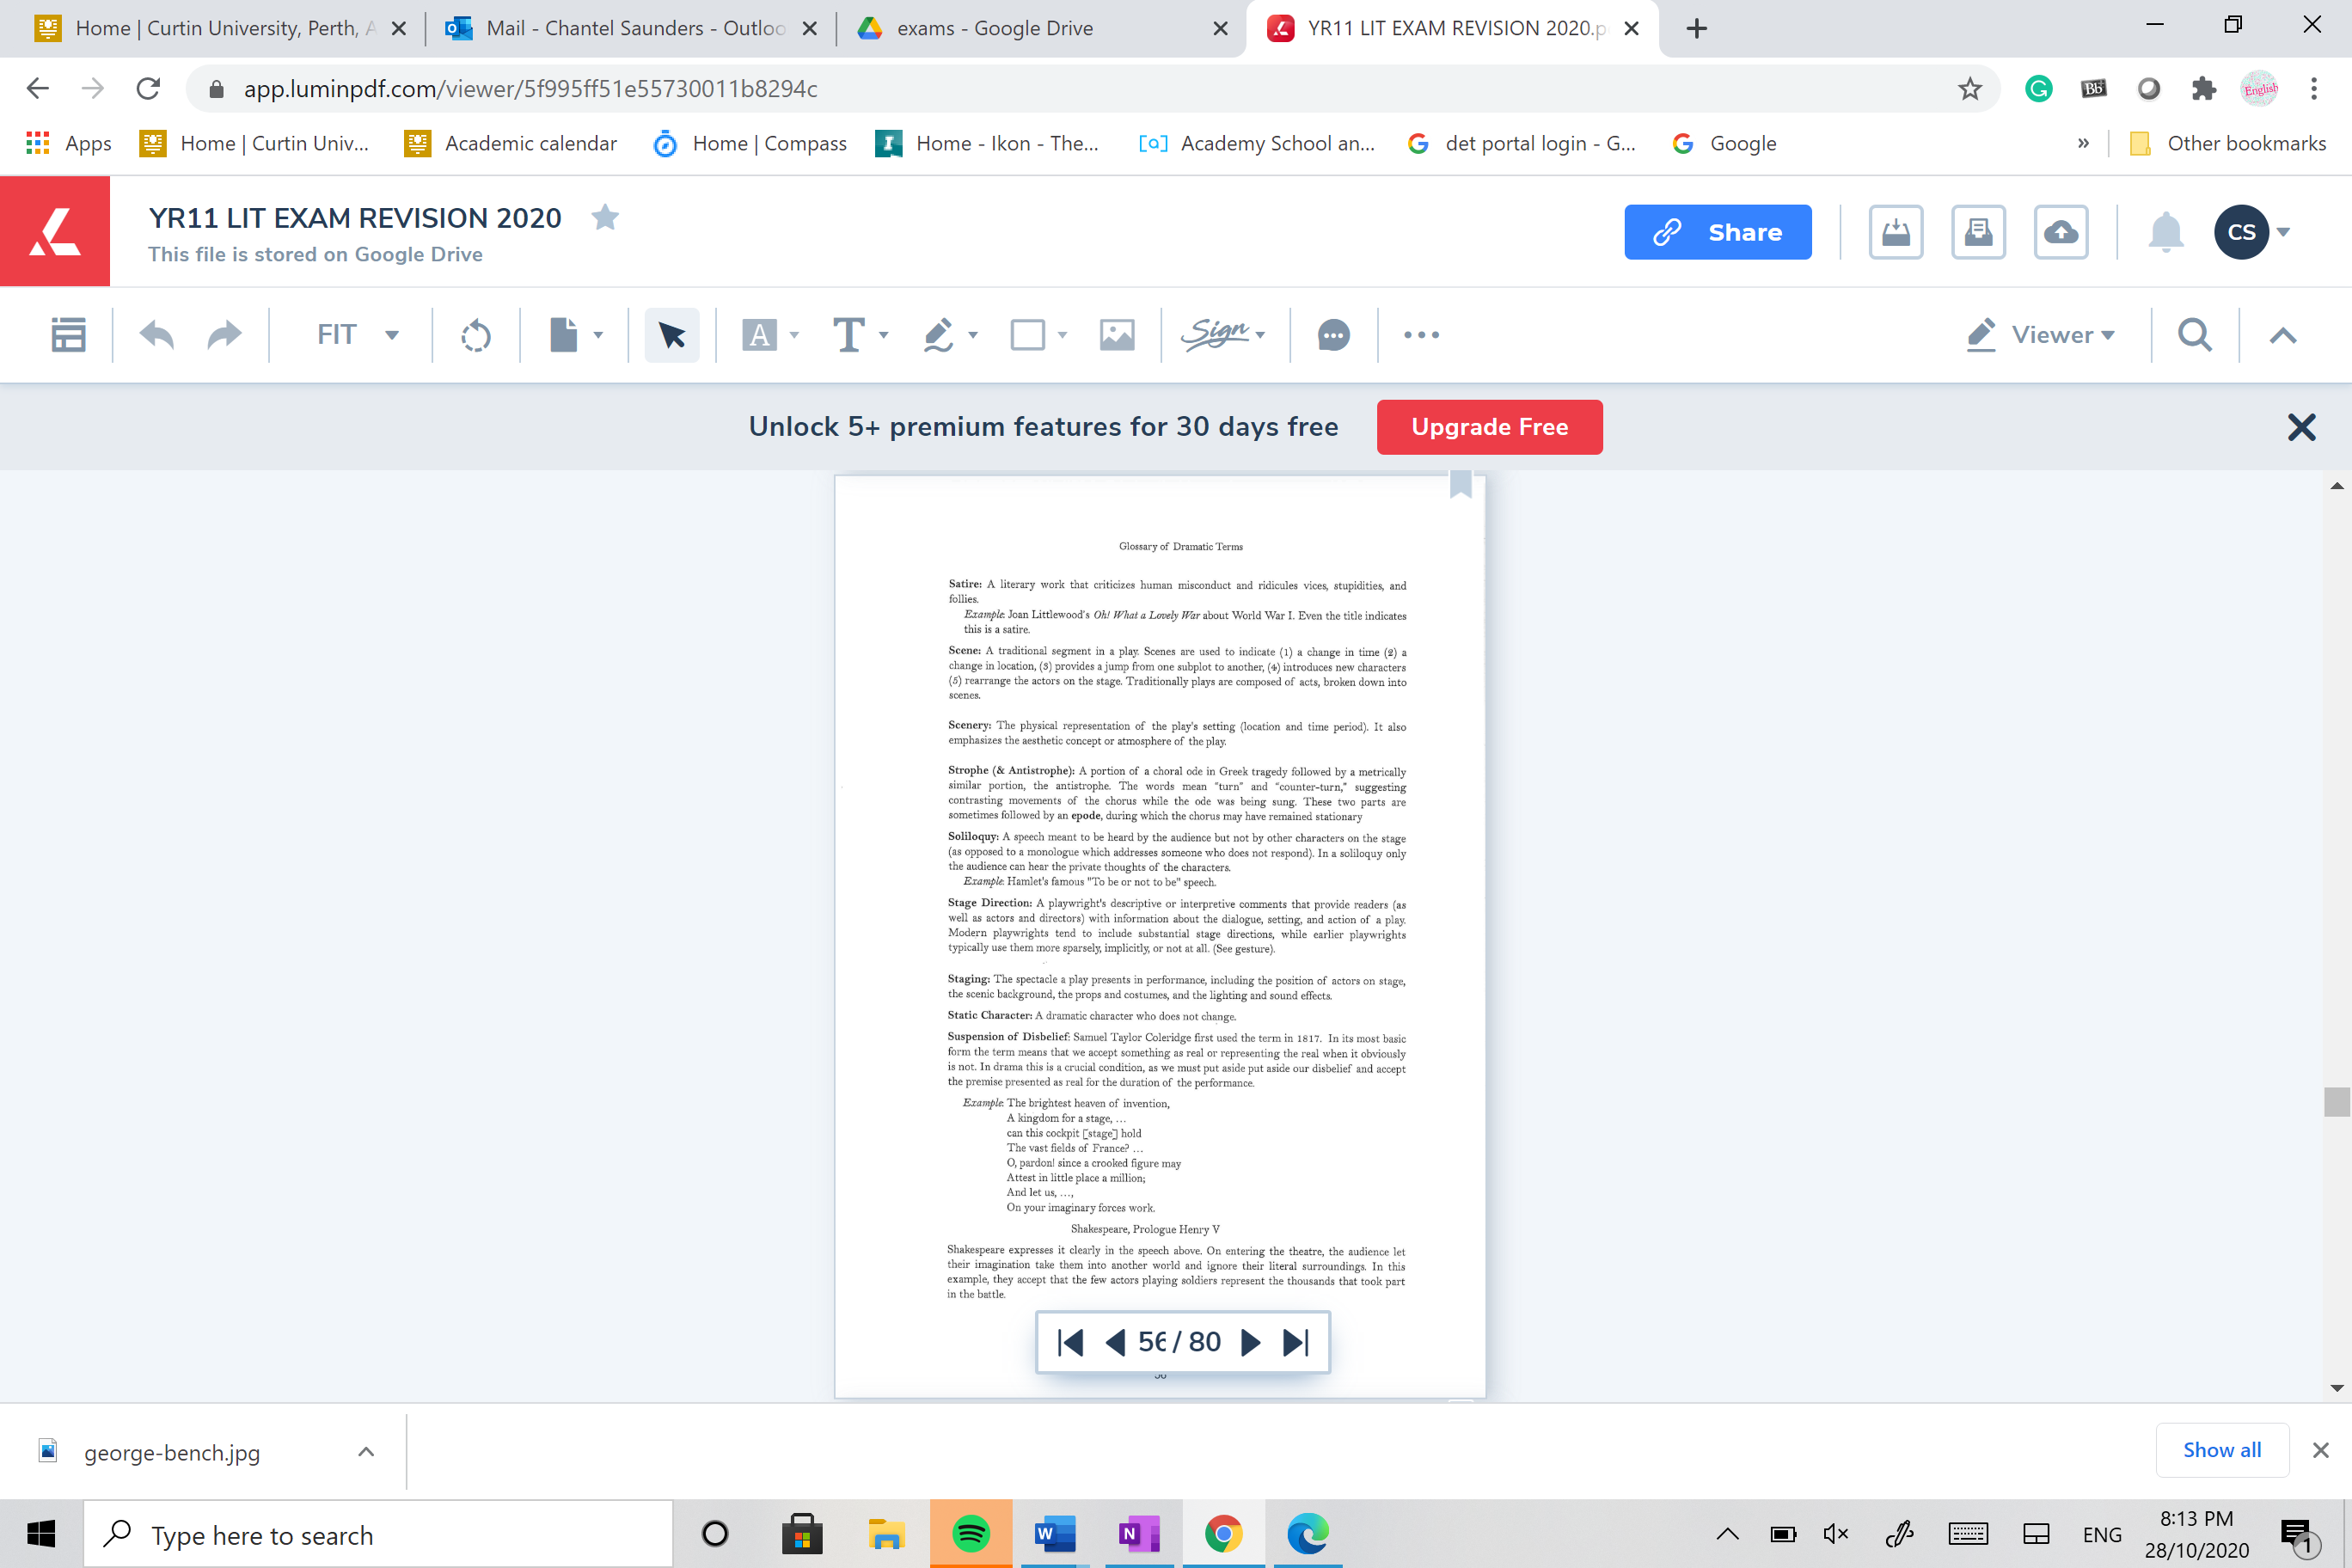 Home | Curtin University, Perth, A
Mail - Chantel Saunders - Outloo
exams - Google Drive
YR11 LIT EXAM REVISION 2020.p
app.luminpdf.com/viewer/5f995ff51e55730011b8294c
G
Bb
English
Apps
Home | Curtin Univ...
Academic calendar
Home | Compass
Home - Ikon - The...
Academy School an...
det portal login - G...
Google
»
Other bookmarks
YR11 LIT EXAM REVISION 2020
This file is stored on Google Drive
Share
CS
FIT
A
T
Sign
Viewer
Unlock 5+ premium features for 30 days free
Upgrade Free
Glossary of Dramatic Terms
Satire: A literary work that criticizes human misconduct and ridicules vices, stupidities, and
follies.
Example: Joan Littlewood's Oh! What a Lovely War about World War I. Even the title indicates
this is a satire.
Scene: A traditional segment in a play. Scenes are used to indicate (1) a change in time (2) a
change in location, (3) provides a jump from one subplot to another, (4) introduces new characters
(5) rearrange the actors on the stage. Traditionally plays are composed of acts, broken down into
scenes.
Scenery: The physical representation of the play's setting (location and time period). It also
emphasizes the aesthetic concept or atmosphere of the play.
Strophe (& Antistrophe): A portion of a choral ode in Greek tragedy followed by a metrically
similar portion, the antistrophe. The words mean "turn" and "counter-turn," suggesting
contrasting movements of the chorus while the ode was being sung. These two parts are
sometimes followed by an epode, during which the chorus may have remained stationary
Soliloquy: A speech meant to be heard by the audience but not by other characters on the stage
(as opposed to a monologue which addresses someone who does not respond). In a soliloquy only
the audience can hear the private thoughts of the characters.
Example: Hamlet's famous "To be or not to be" speech.
Stage Direction: A playwright's descriptive or interpretive comments that provide readers (as
well as actors and directors) with information about the dialogue, setting, and action of a play.
Modern playwrights tend to include substantial stage directions, while earlier playwrights
typically use them more sparsely, implicitly, or not at all. (See gesture).
Staging: The spectacle a play presents in performance, including the position of actors on stage,
the scenic background, the props and costumes, and the lighting and sound effects.
Static Character: A dramatic character who does not change.
Suspension of Disbelief: Samuel Taylor Coleridge first used the term in 1817. In its most basic
form the term means that we accept something as real or representing the real when it obviously
is not. In drama this is a crucial condition, as we must put aside put aside our disbelief and accept
the premise presented as real for the duration of the performance.
Example: The brightest heaven of invention,
A kingdom for a stage, ...
can this cockpit [stage] hold
The vast fields of France? ...
O, pardon! since a crooked figure may
Attest in little place a million;
And let us, ...,
On your imaginary forces work.
Shakespeare, Prologue Henry V
Shakespeare expresses it clearly in the speech above. On entering the theatre, the audience let
their imagination take them into another world and ignore their literal surroundings. In this
example, they accept that the few actors playing soldiers represent the thousands that took part
in the battle.
56 / 80
george-bench.jpg
Show all
Type here to search
W
N
ENG
8:13 PM
28/10/2020
1